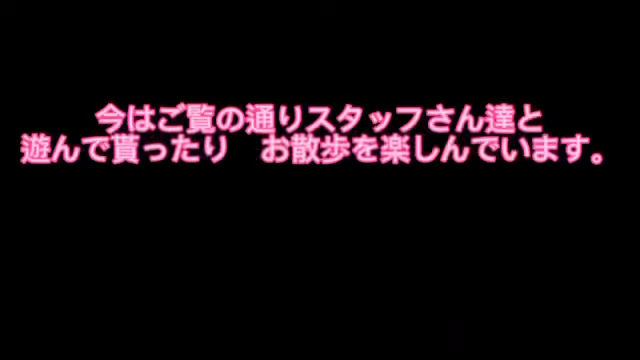 今はご覧の通りスタッフさん達と
遊んで貰ったり　お散歩を楽しんでいます。